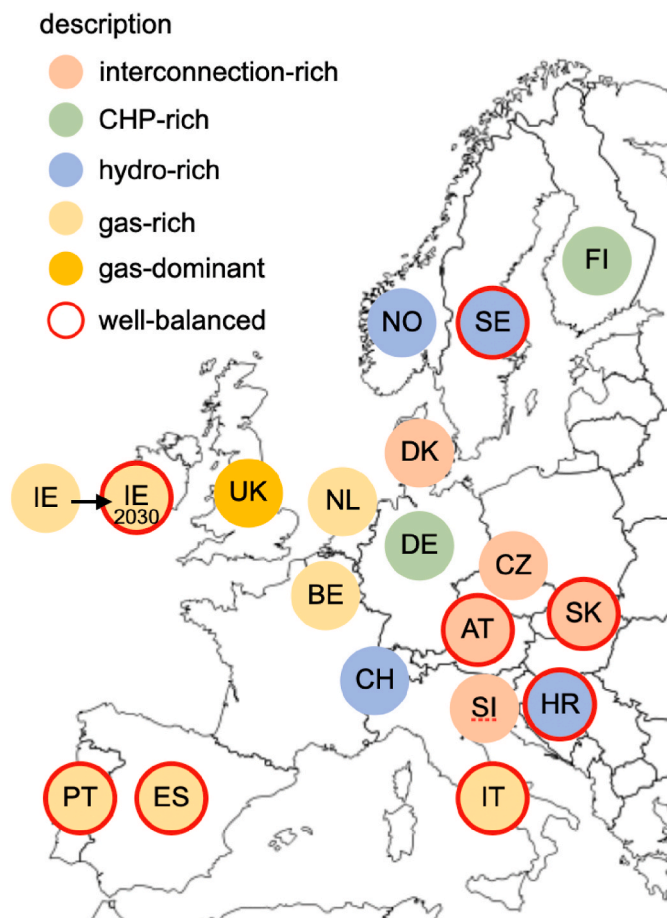 description
interconnection-rich
CHP-rich
hydro-rich
gas-rich
gas-dominant
well-balanced
FI
NO
SE
DK
IE
IE
2030
UK
NL
DE
CZ
BE
SK
AT
CH
SI
HR
PT
ES
IT